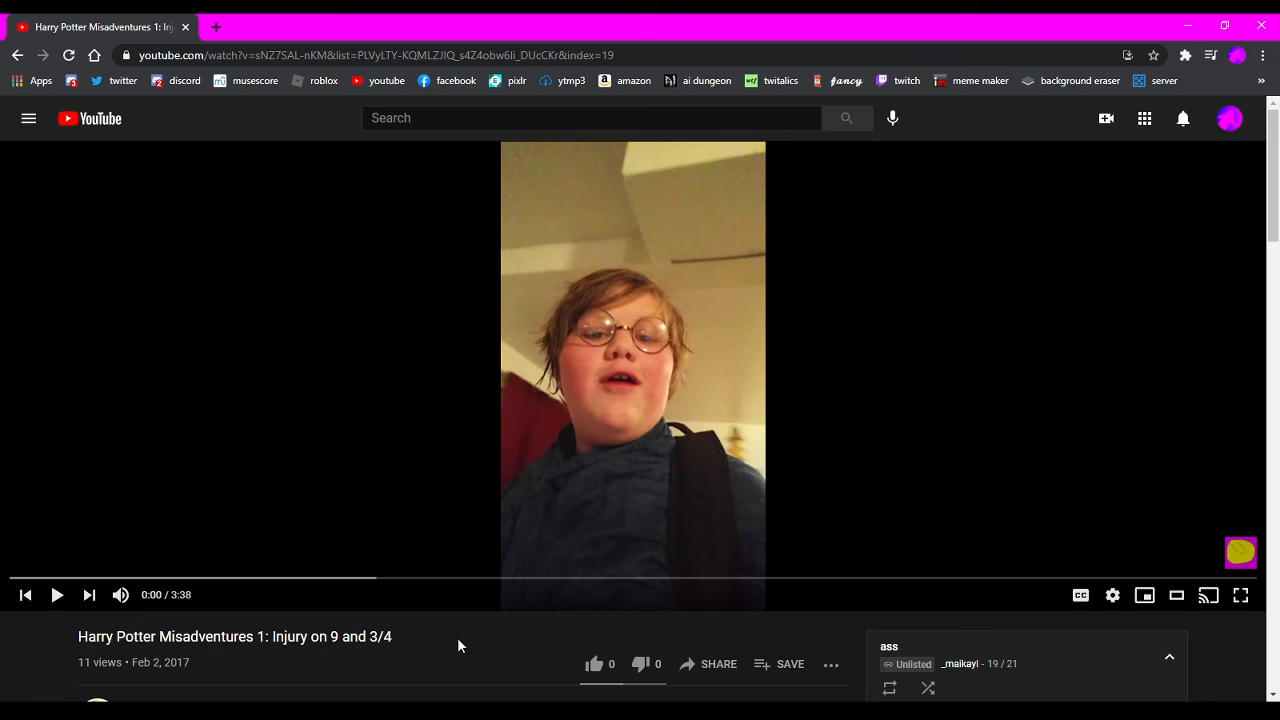 Harry Potter Misadventures 1: Inj
youtube.com/watch?v=sNZ7SAL-nKM&list=PLVyLTY-KQMLZJIQ_s4Z4obw6Ii_DUcCKr&index=19
Apps twitter discord musescore roblox youtube facebook pixlr ytmp3 amazon ai dungeon twitalics fancy twitch meme maker background eraser server »
YouTube Search
0:00 / 3:38 CC
Harry Potter Misadventures 1: Injury on 9 and 3/4
11 views • Feb 2, 2017
0 0 SHARE SAVE
ass
Unlisted _maikayl - 19 / 21